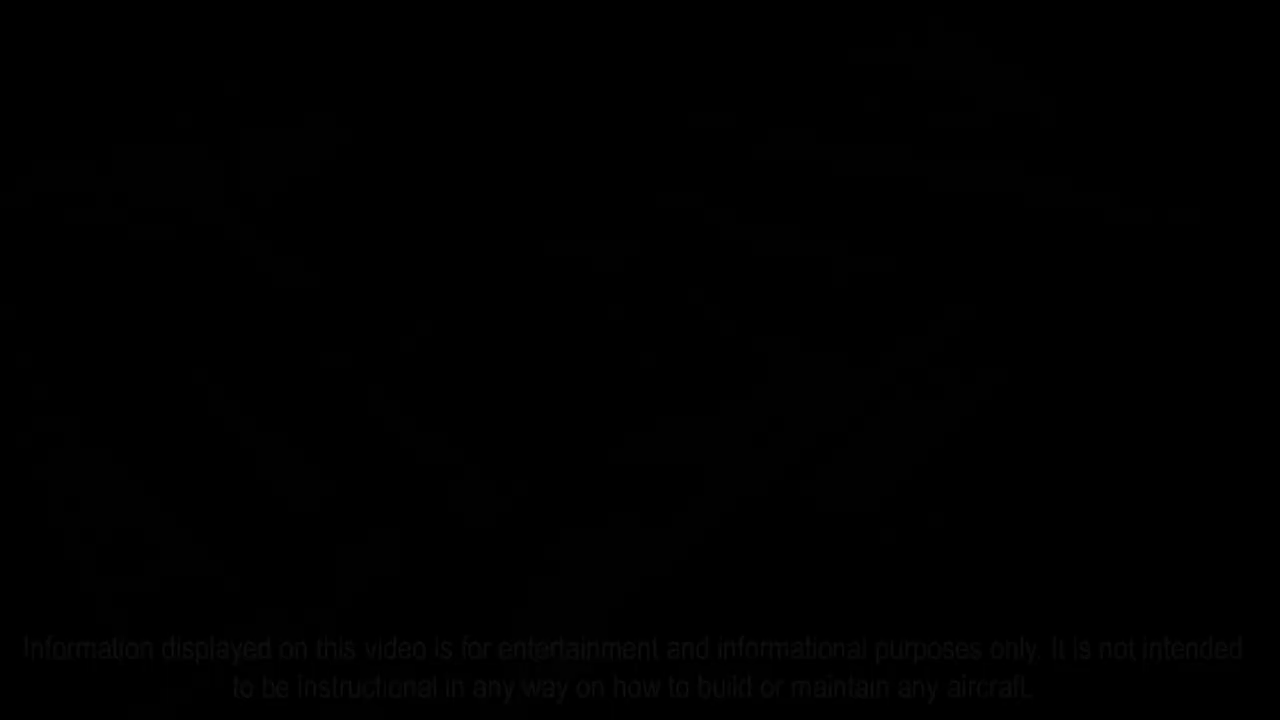 Information displayed on this video is for entertainment and informational purposes only. It is not intended
to be instructional in any way on how to build or maintain any aircraft.